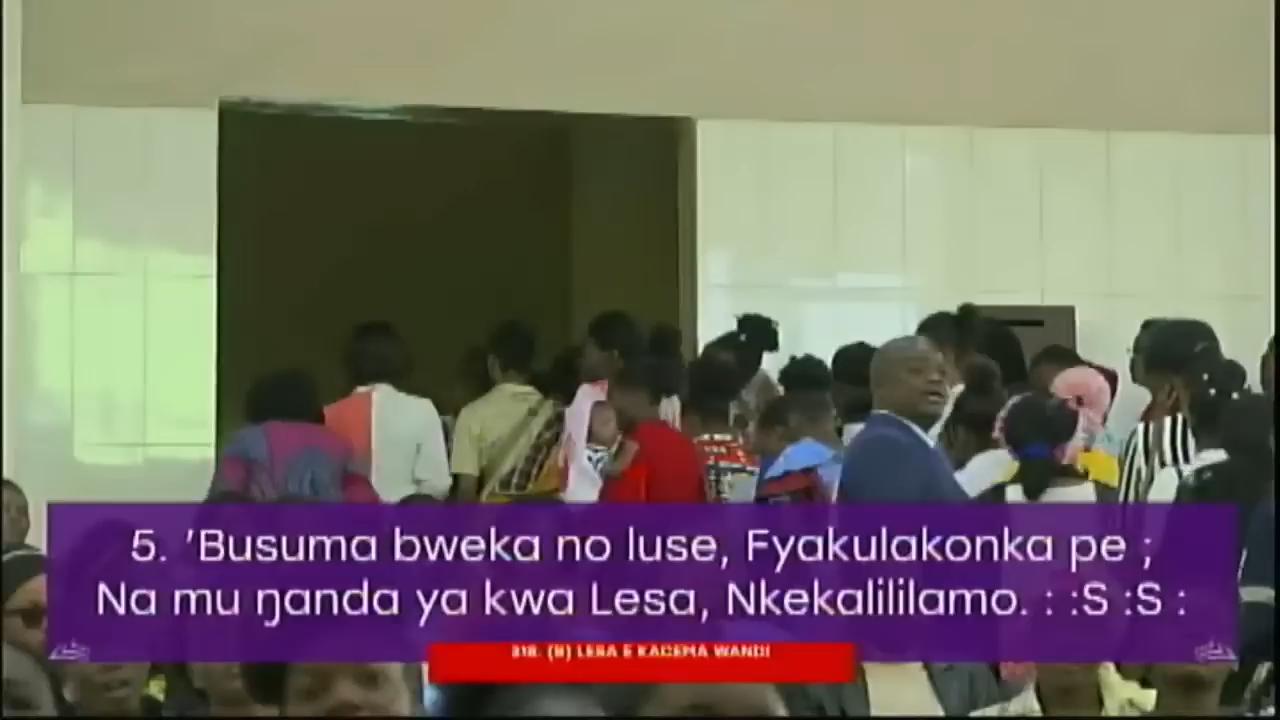 5. ’Busuma bweka no luse, Fyakulakonka pe ;
Na mu ŋanda ya kwa Lesa, Nkekalililamo. : :S :S :
318. (B) LESA E KACEMA WANDI